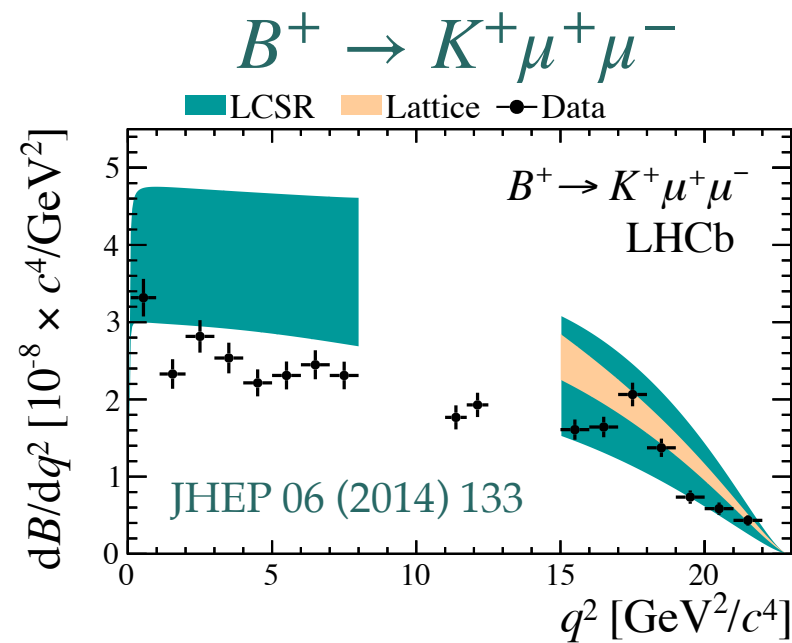 B⁺ → K⁺μ⁺μ⁻
LCSR Lattice Data
dB/dq² [10⁻⁸ × c⁴/GeV²]
5
4
3
2
1
0
B⁺ → K⁺μ⁺μ⁻
LHCb
JHEP 06 (2014) 133
0 5 10 15 20
q² [GeV²/c⁴]